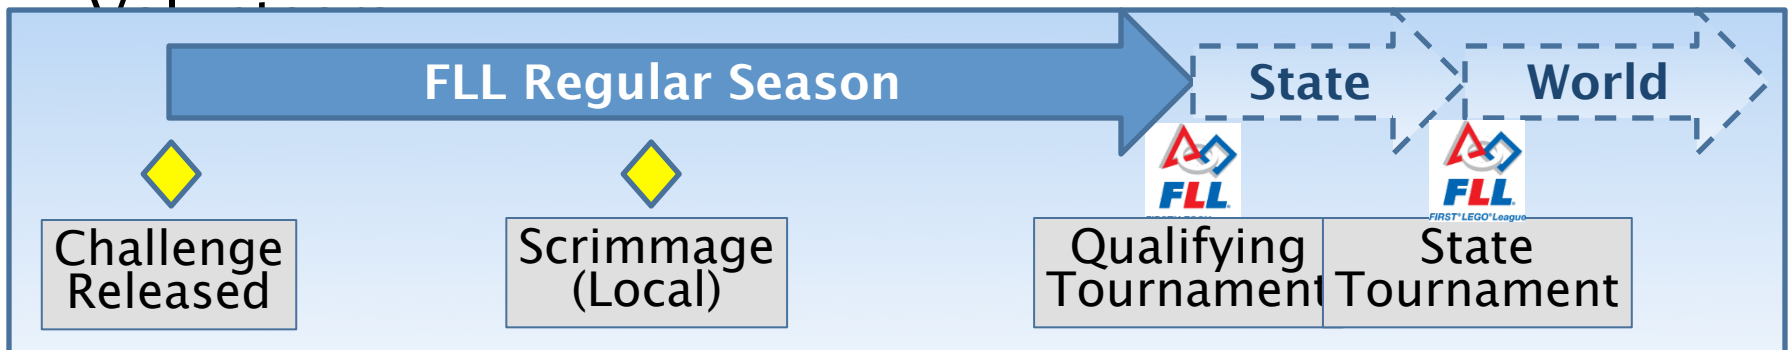 FLL Regular Season
State
World
FLL
FLL
FIRST LEGO League
Challenge
Released
Scrimmage
(Local)
Qualifying
Tournament
State
Tournament